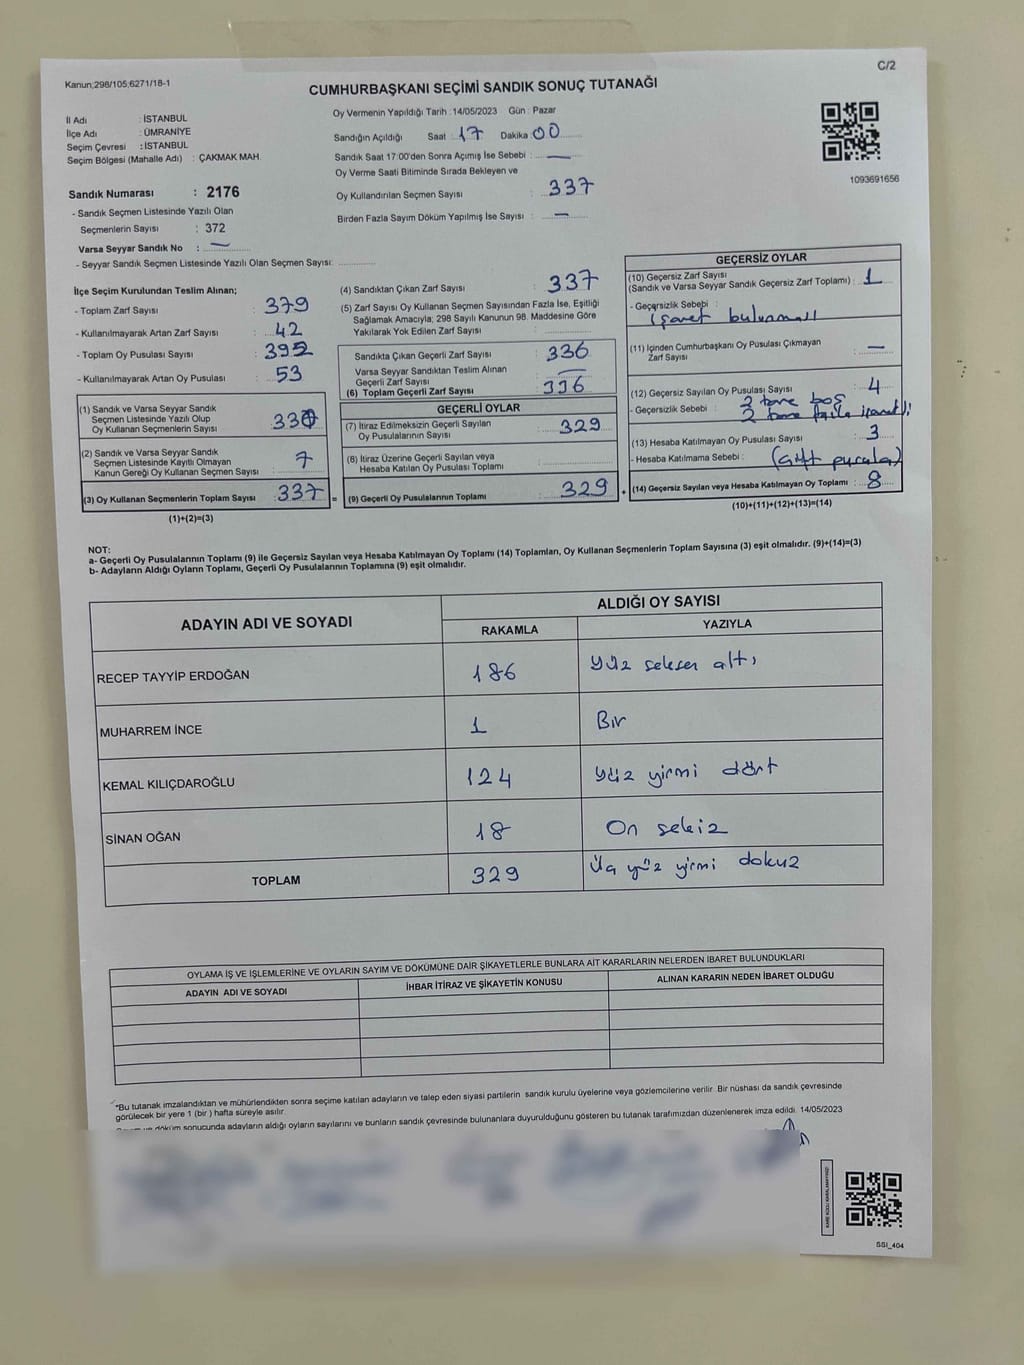 C/2
Kanun;298/105;6271/18-1
CUMHURBAŞKANI SEÇİMİ SANDIK SONUÇ TUTANAĞI
İl Adı : İSTANBUL
İlçe Adı : ÜMRANİYE
Seçim Çevresi : İSTANBUL
Seçim Bölgesi (Mahalle Adı) : ÇAKMAK MAH.
Sandık Numarası : 2176
- Sandık Seçmen Listesinde Yazılı Olan
Seçmenlerin Sayısı : 372
Varsa Seyyar Sandık No : —
- Seyyar Sandık Seçmen Listesinde Yazılı Olan Seçmen Sayısı:
Oy Vermenin Yapıldığı Tarih :14/05/2023 Gün : Pazar
Sandığın Açıldığı Saat : 17 Dakika : 00
Sandık Saat 17:00'den Sonra Açımış İse Sebebi : —
Oy Verme Saati Bitiminde Sırada Bekleyen ve
Oy Kullandırılan Seçmen Sayısı : 337
Birden Fazla Sayım Döküm Yapılmış İse Sayısı : —
1093691656
İlçe Seçim Kurulundan Teslim Alınan;
- Toplam Zarf Sayısı : 379
- Kullanılmayarak Artan Zarf Sayısı : 42
- Toplam Oy Pusulası Sayısı : 392
- Kullanılmayarak Artan Oy Pusulası : 53
(1) Sandık ve Varsa Seyyar Sandık
Seçmen Listesinde Yazılı Olup
Oy Kullanan Seçmenlerin Sayısı
(2) Sandık ve Varsa Seyyar Sandık
Seçmen Listesinde Kayıtlı Olmayan
Kanun Gereği Oy Kullanan Seçmen Sayısı : 7
(3) Oy Kullanan Seçmenlerin Toplam Sayısı : 337 =
(1)+(2)=(3)
(4) Sandıktan Çıkan Zarf Sayısı : 337
(5) Zarf Sayısı Oy Kullanan Seçmen Sayısından Fazla İse, Eşitliği
Sağlamak Amacıyla; 298 Sayılı Kanunun 98. Maddesine Göre
Yakılarak Yok Edilen Zarf Sayısı :
Sandıkta Çıkan Geçerli Zarf Sayısı : 336
Varsa Seyyar Sandıktan Teslim Alınan
Geçerli Zarf Sayısı : —
(6) Toplam Geçerli Zarf Sayısı : 336
GEÇERLİ OYLAR
(7) İtiraz Edilmeksizin Geçerli Sayılan
Oy Pusulalarının Sayısı : 329
(8) İtiraz Üzerine Geçerli Sayılan veya
Hesaba Katılan Oy Pusulası Toplamı :
(9) Geçerli Oy Pusulalarının Toplamı : 329 +
GEÇERSİZ OYLAR
(10) Geçersiz Zarf Sayısı
(Sandık ve Varsa Seyyar Sandık Geçersiz Zarf Toplamı) : 1
- Geçersizlik Sebebi :
işaret bulunması
(11) İçinden Cumhurbaşkanı Oy Pusulası Çıkmayan
Zarf Sayısı : —
(12) Geçersiz Sayılan Oy Pusulası Sayısı : 4
2 tane boş
- Geçersizlik Sebebi : 2 tane fazla işaretli
(13) Hesaba Katılmayan Oy Pusulası Sayısı : 3
- Hesaba Katılmama Sebebi : (Çift pusula)
(14) Geçersiz Sayılan veya Hesaba Katılmayan Oy Toplamı : 8
(10)+(11)+(12)+(13)=(14)
NOT:
a- Geçerli Oy Pusulalarının Toplamı (9) ile Geçersiz Sayılan veya Hesaba Katılmayan Oy Toplamı (14) Toplamları, Oy Kullanan Seçmenlerin Toplam Sayısına (3) eşit olmalıdır. (9)+(14)=(3)
b- Adayların Aldığı Oyların Toplamı, Geçerli Oy Pusulalarının Toplamına (9) eşit olmalıdır.
ADAYIN ADI VE SOYADI
ALDIĞI OY SAYISI
RAKAMLA YAZIYLA
RECEP TAYYİP ERDOĞAN 186 Yüz seksen altı
MUHARREM İNCE 1 Bir
KEMAL KILIÇDAROĞLU 124 Yüz yirmi dört
SİNAN OĞAN 18 On sekiz
TOPLAM 329 Üç yüz yirmi dokuz
OYLAMA İŞ VE İŞLEMLERİNE VE OYLARIN SAYIM VE DÖKÜMÜNE DAİR ŞİKAYETLERLE BUNLARA AİT KARARLARIN NELERDEN İBARET BULUNDUKLARI
ADAYIN ADI VE SOYADI İHBAR İTİRAZ VE ŞİKAYETİN KONUSU ALINAN KARARIN NEDEN İBARET OLDUĞU
*Bu tutanak imzalandıktan ve mühürlendikten sonra seçime katılan adayların ve talep eden siyasi partilerin sandık kurulu üyelerine veya gözlemcilerine verilir. Bir nüshası da sandık çevresinde
görülecek bir yere 1 (bir ) hafta süreyle asılır.
döküm sonucunda adayların aldığı oyların sayılarını ve bunların sandık çevresinde bulunanlara duyurulduğunu gösteren bu tutanak tarafımızdan düzenlenerek imza edildi. 14/05/2023
KARE KODU KARALAMAYINIZ!
SSI_404